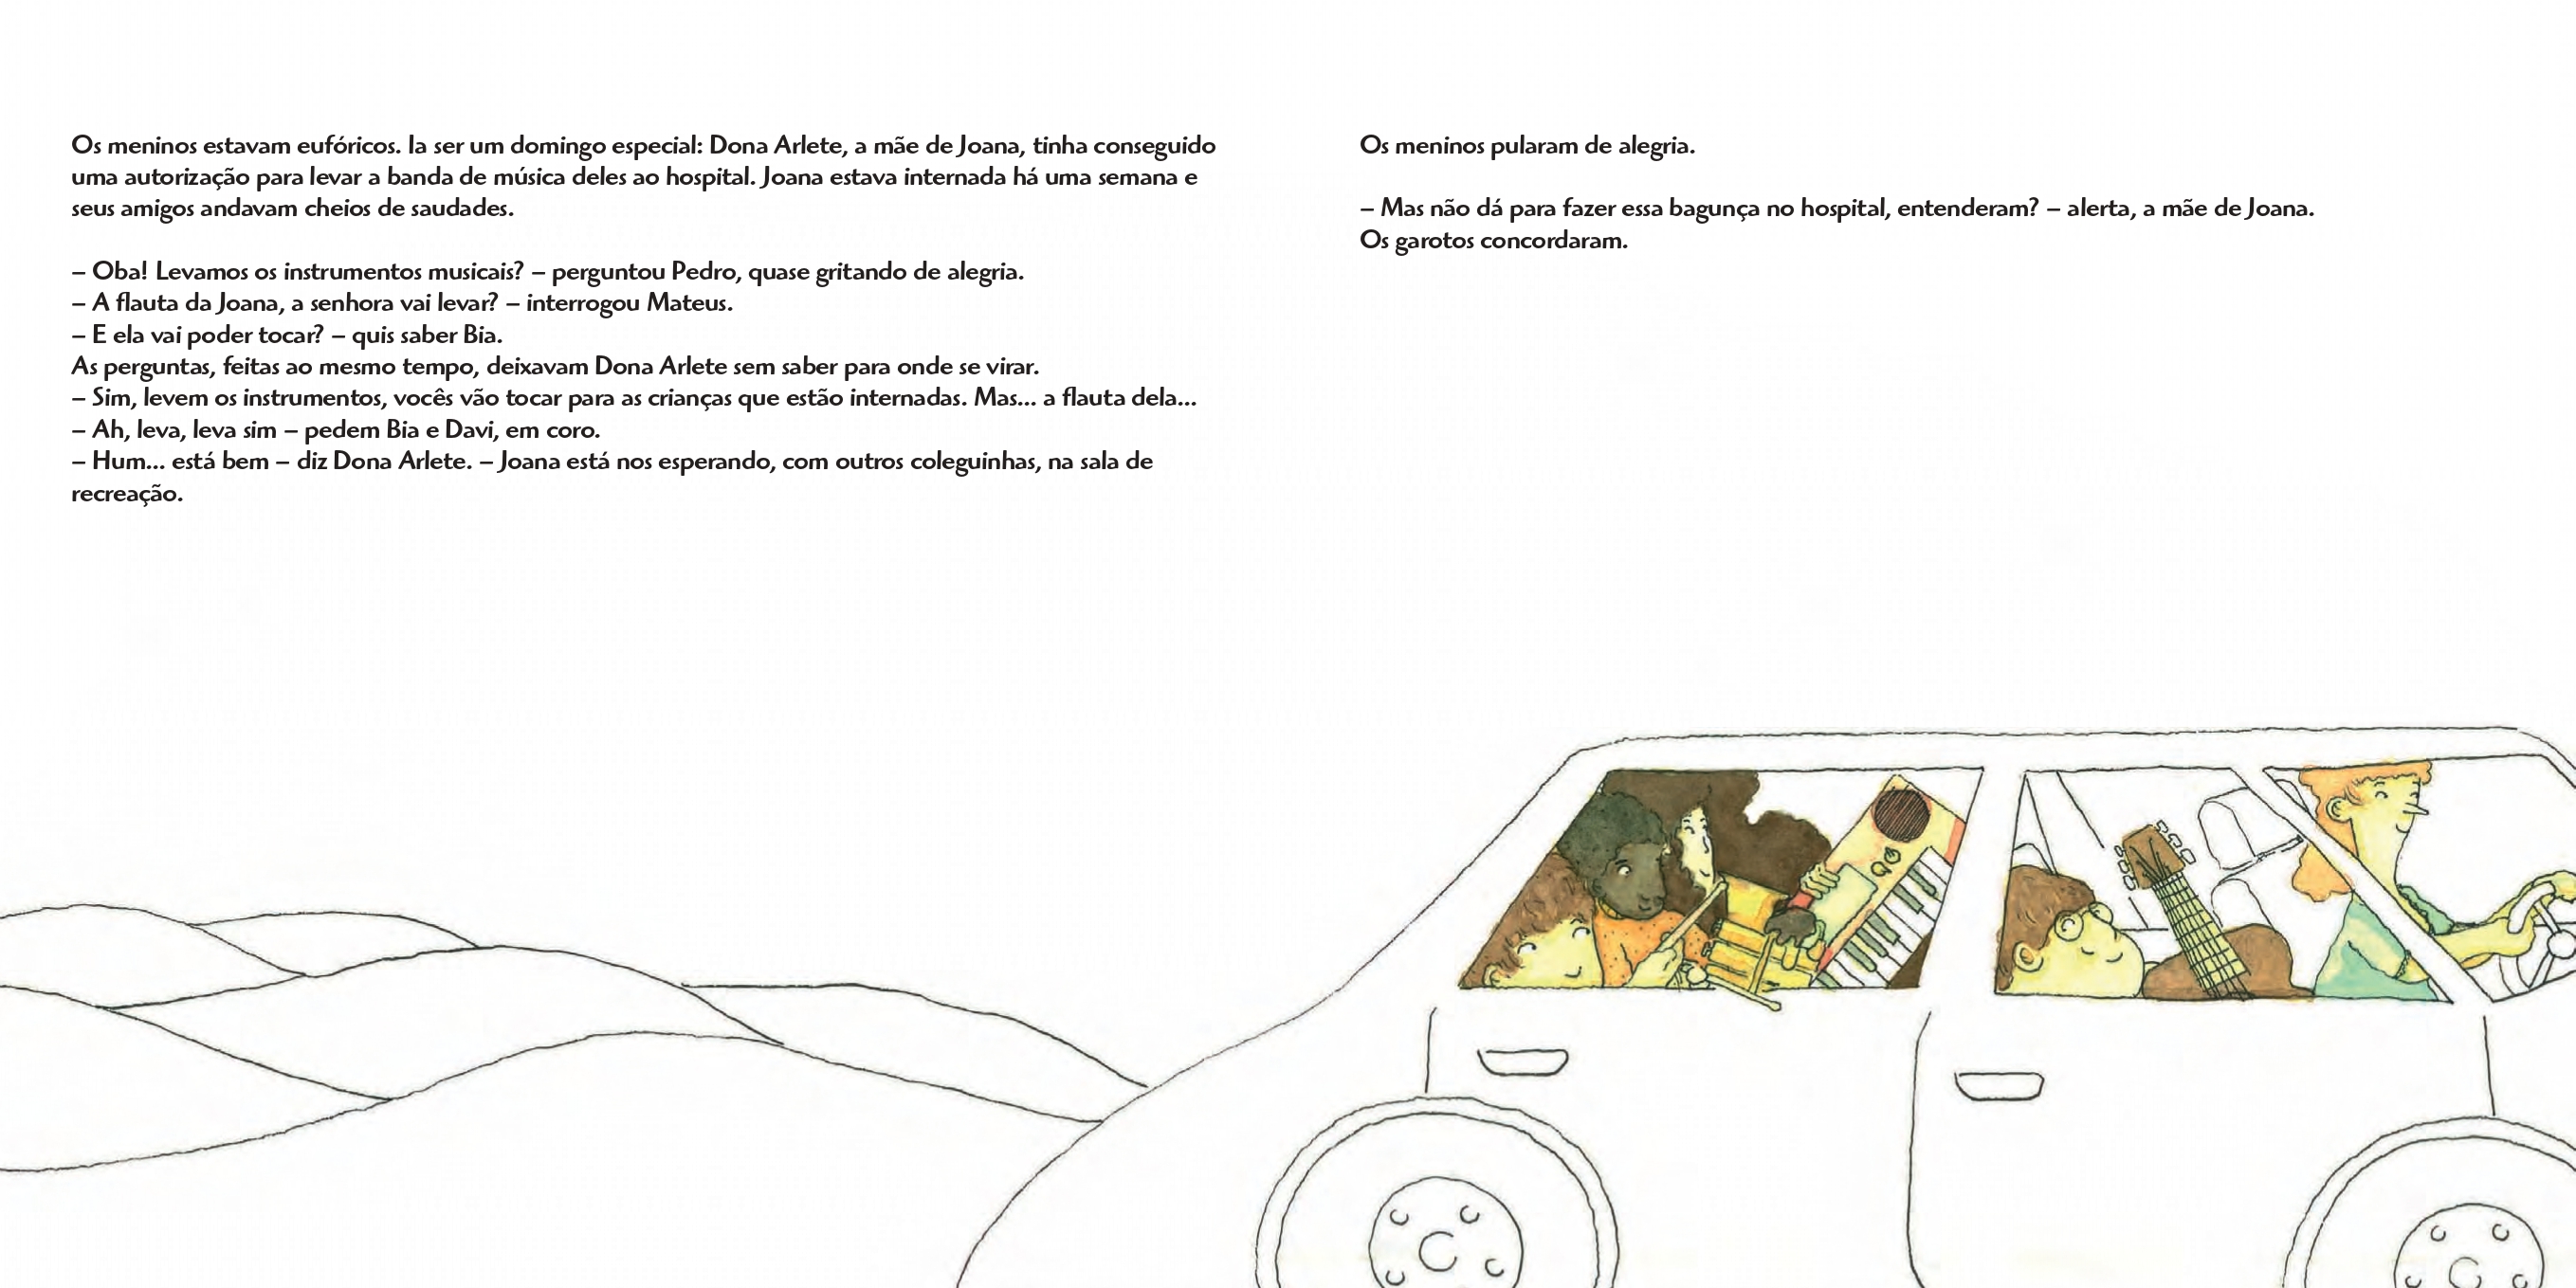 Os meninos estavam eufóricos. Ia ser um domingo especial: Dona Arlete, a mãe de Joana, tinha conseguido
uma autorização para levar a banda de música deles ao hospital. Joana estava internada há uma semana e
seus amigos andavam cheios de saudades.
– Oba! Levamos os instrumentos musicais? – perguntou Pedro, quase gritando de alegria.
– A flauta da Joana, a senhora vai levar? – interrogou Mateus.
– E ela vai poder tocar? – quis saber Bia.
As perguntas, feitas ao mesmo tempo, deixavam Dona Arlete sem saber para onde se virar.
– Sim, levem os instrumentos, vocês vão tocar para as crianças que estão internadas. Mas... a flauta dela...
– Ah, leva, leva sim – pedem Bia e Davi, em coro.
– Hum... está bem – diz Dona Arlete. – Joana está nos esperando, com outros coleguinhas, na sala de
recreação.
Os meninos pularam de alegria.
– Mas não dá para fazer essa bagunça no hospital, entenderam? – alerta, a mãe de Joana.
Os garotos concordaram.